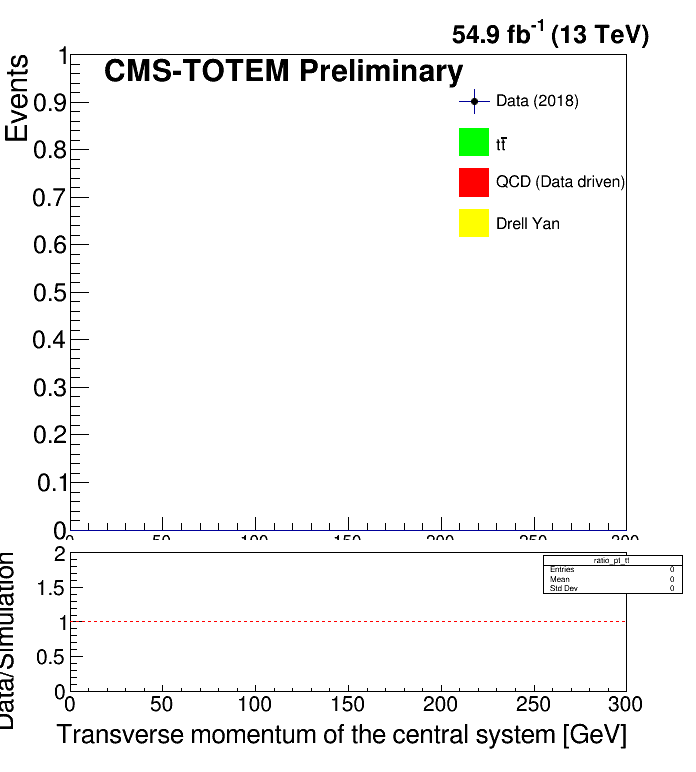 54.9 fb-1 (13 TeV)
CMS-TOTEM Preliminary
Events
1
0.9
0.8
0.7
0.6
0.5
0.4
0.3
0.2
0.1
0
Data (2018)
tt̄
QCD (Data driven)
Drell Yan
0 50 100 150 200 250 300
Data/Simulation
2
1.5
1
0.5
0
ratio_pt_tt
Entries 0
Mean 0
Std Dev 0
0 50 100 150 200 250 300
Transverse momentum of the central system [GeV]